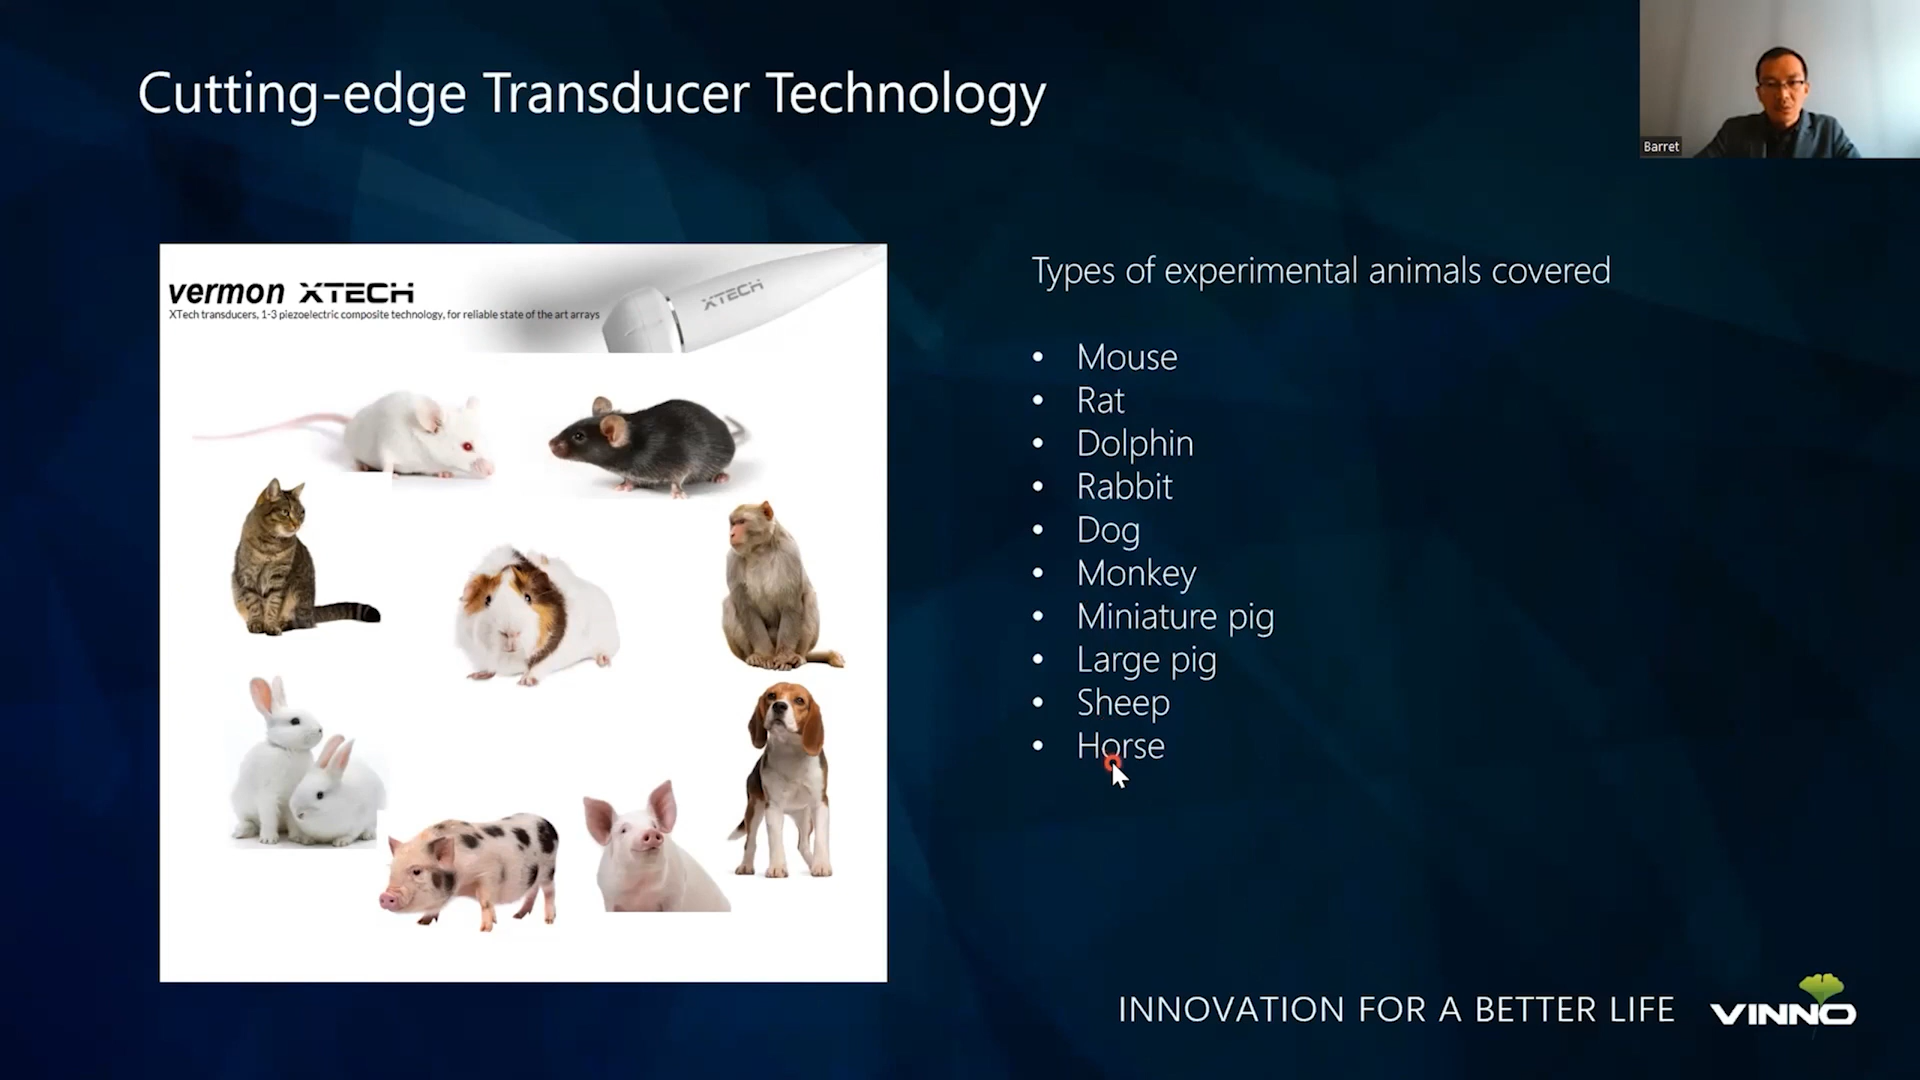 Cutting-edge Transducer Technology
Barret
vermon XTECH
XTech transducers, 1-3 piezoelectric composite technology, for reliable state of the art arrays
XTECH
Types of experimental animals covered
• Mouse
• Rat
• Dolphin
• Rabbit
• Dog
• Monkey
• Miniature pig
• Large pig
• Sheep
• Horse
INNOVATION FOR A BETTER LIFE
VINNO